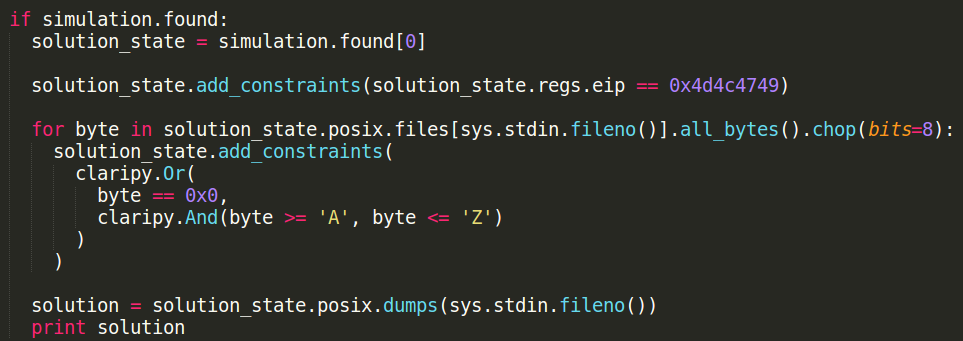 if simulation.found:
  solution_state = simulation.found[0]

  solution_state.add_constraints(solution_state.regs.eip == 0x4d4c4749)

  for byte in solution_state.posix.files[sys.stdin.fileno()].all_bytes().chop(bits=8):
    solution_state.add_constraints(
      claripy.Or(
        byte == 0x0,
        claripy.And(byte >= 'A', byte <= 'Z')
      )
    )

  solution = solution_state.posix.dumps(sys.stdin.fileno())
  print solution